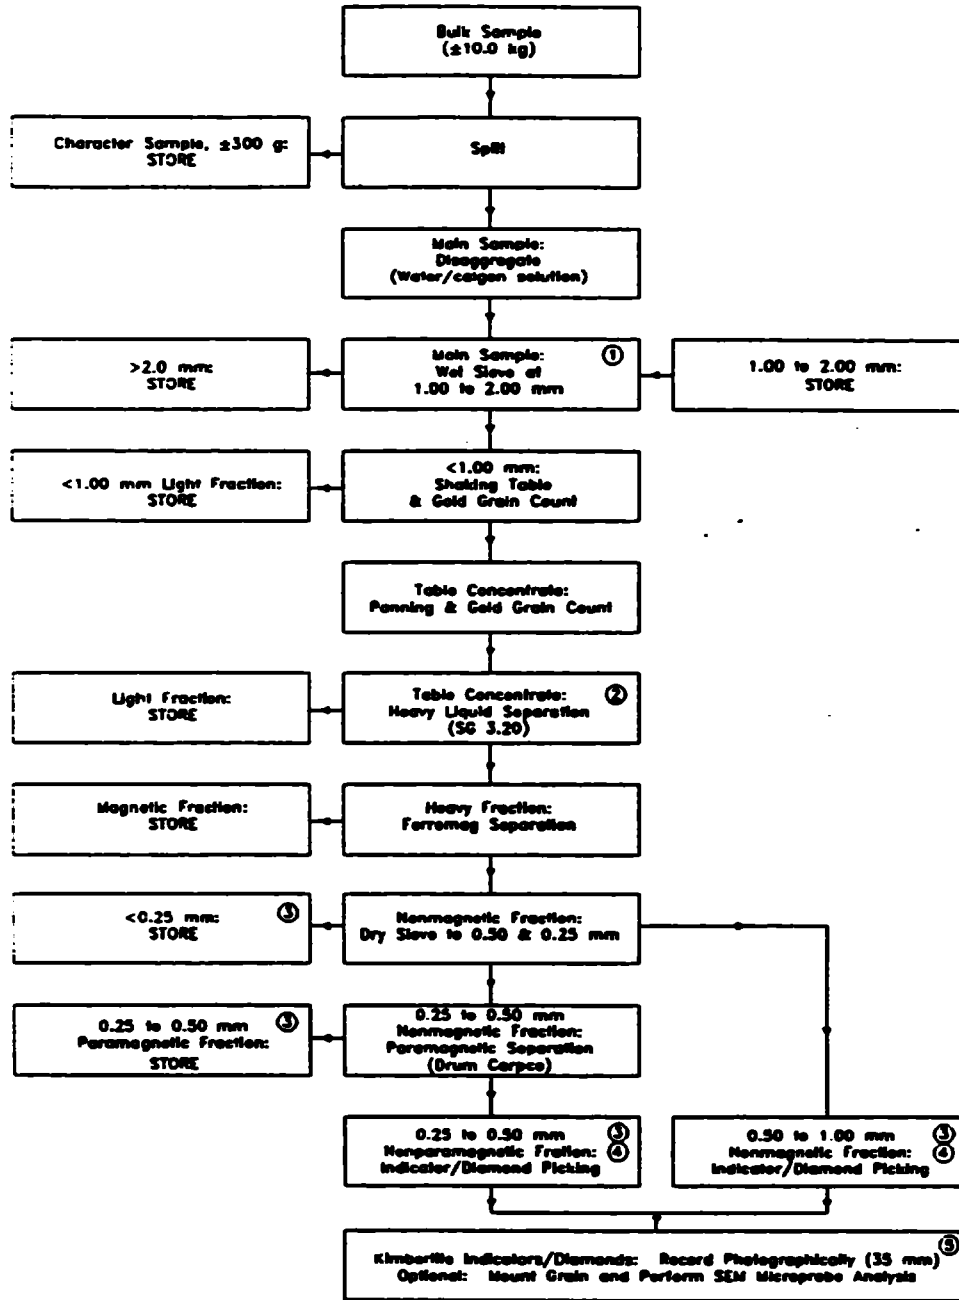 Bulk Sample
(±10.0 kg)
Character Sample, ±300 g:
STORE
Split
Main Sample:
Disaggregate
(Water/calgon solution)
>2.0 mm:
STORE
Main Sample:
Wet Sieve at
1.00 to 2.00 mm
①
1.00 to 2.00 mm:
STORE
<1.00 mm Light Fraction:
STORE
<1.00 mm:
Shaking Table
& Gold Grain Count
Table Concentrate:
Panning & Gold Grain Count
Light Fraction:
STORE
Table Concentrate:
Heavy Liquid Separation
(SG 3.20)
②
Magnetic Fraction:
STORE
Heavy Fraction:
Ferromag Separation
<0.25 mm:
STORE
③
Nonmagnetic Fraction:
Dry Sieve to 0.50 & 0.25 mm
0.25 to 0.50 mm
Paramagnetic Fraction:
STORE
③
0.25 to 0.50 mm
Nonmagnetic Fraction:
Paramagnetic Separation
(Drum Carpco)
0.25 to 0.50 mm ③
Nonparamagnetic Fration: ④
Indicator/Diamond Picking
0.50 to 1.00 mm ③
Nonmagnetic Fraction: ④
Indicator/Diamond Picking
⑤
Kimberlite Indicators/Diamonds: Record Photographically (35 mm)
Optional: Mount Grain and Perform SEM Microprobe Analysis